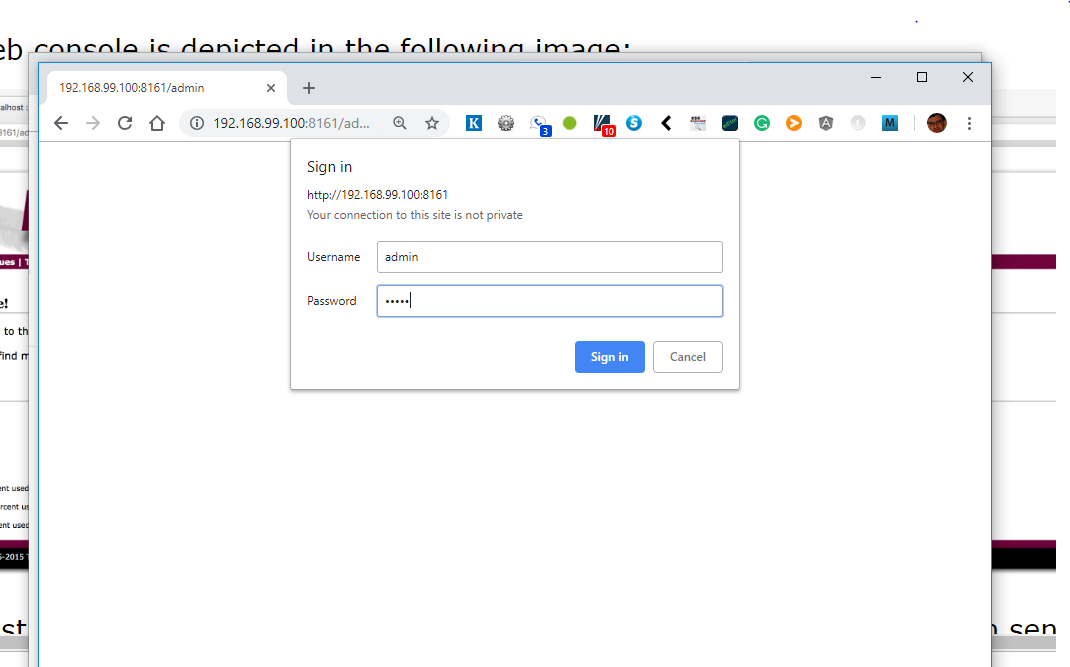 eb console is depicted in the following image:
192.168.99.100:8161/admin
192.168.99.100:8161/ad...
K
3
10
S
G
A
M
alhost
8161/ad
Sign in
http://192.168.99.100:8161
Your connection to this site is not private
Username admin
Password •••••
Sign in Cancel
ues | T
e!
to th
find m
ent used
rcent us
ent used
5-2015 T
st
n sen